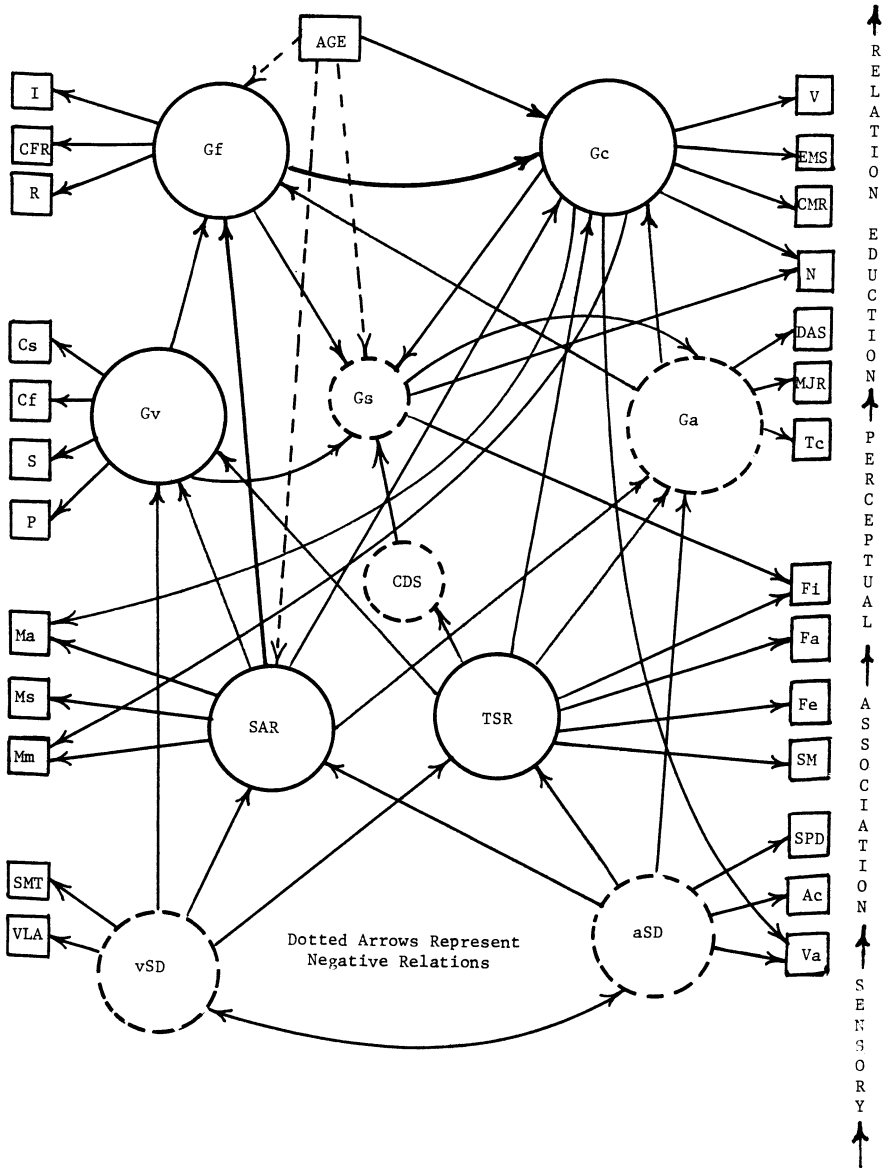 AGE
I
CFR
R
Gf
Gc
V
EMS
CMR
N
Cs
Cf
S
P
Gv
Gs
Ga
DAS
MJR
Tc
CDS
Ma
Ms
Mm
SAR
TSR
Fi
Fa
Fe
SM
SMT
VLA
vSD
Dotted Arrows Represent
Negative Relations
aSD
SPD
Ac
Va
RELATION EDUCTION
PERCEPTUAL
ASSOCIATION
SENSORY